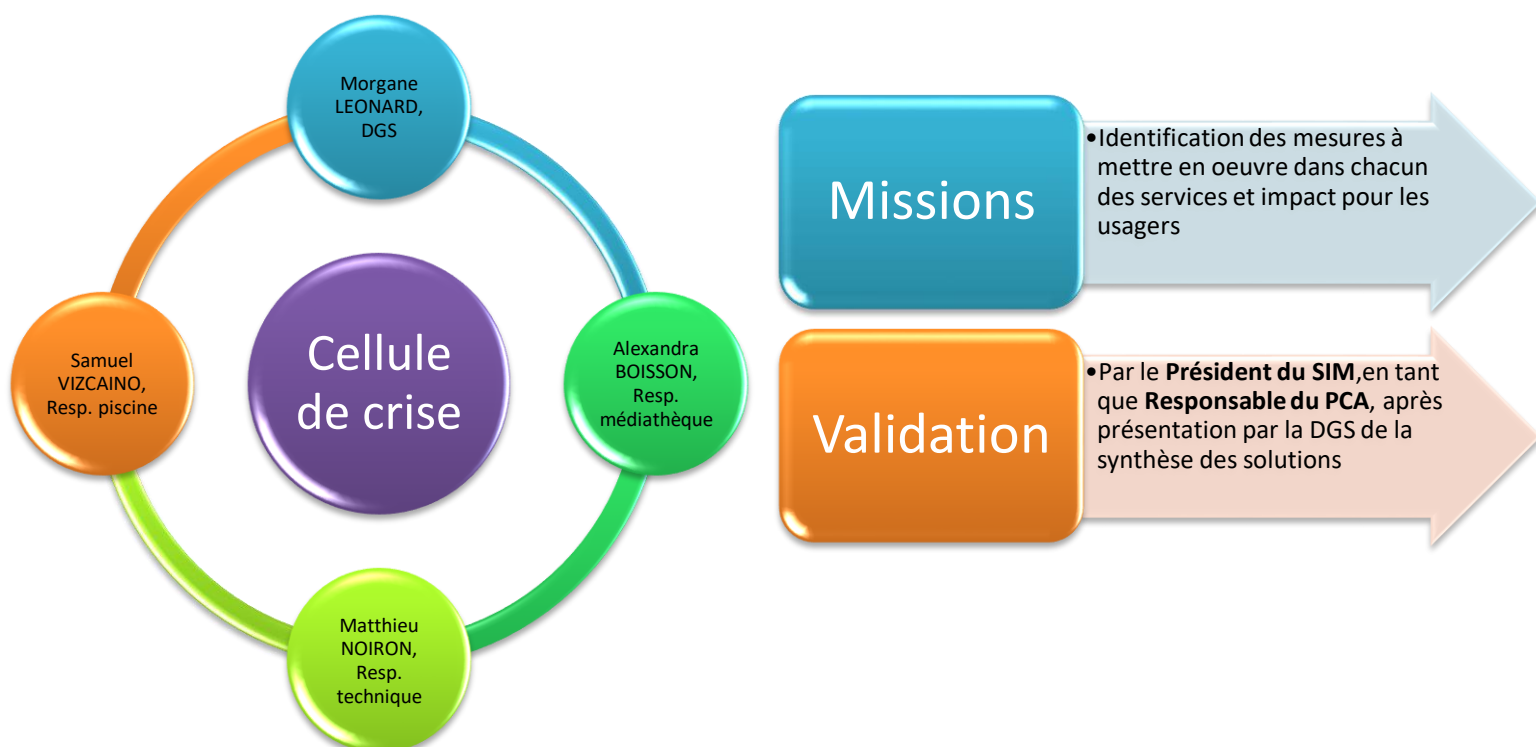 Morgane
LEONARD,
DGS
Samuel
VIZCAINO,
Resp. piscine
Cellule
de crise
Alexandra
BOISSON,
Resp.
médiathèque
Matthieu
NOIRON,
Resp.
technique
Missions
•Identification des mesures à
mettre en oeuvre dans chacun
des services et impact pour les
usagers
Validation
•Par le Président du SIM,en tant
que Responsable du PCA, après
présentation par la DGS de la
synthèse des solutions